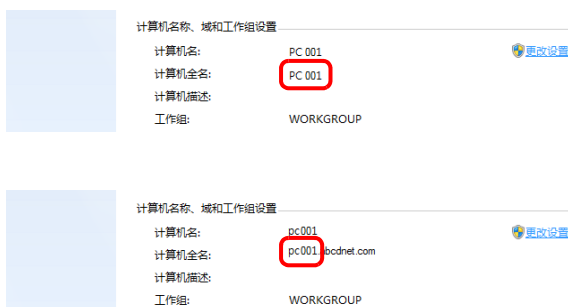 计算机名称、域和工作组设置
计算机名: PC 001 更改设置
计算机全名: PC 001
计算机描述:
工作组: WORKGROUP
计算机名称、域和工作组设置
计算机名: pc001 更改设置
计算机全名: pc001. bcdnet.com
计算机描述:
工作组: WORKGROUP